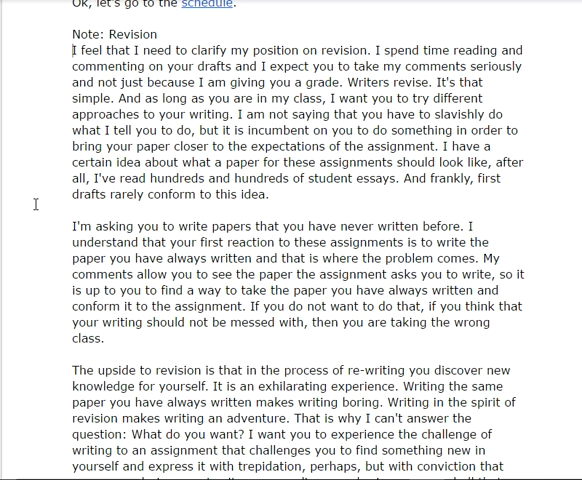 Ok, let's go to the schedule.
Note: Revision
I feel that I need to clarify my position on revision. I spend time reading and
commenting on your drafts and I expect you to take my comments seriously
and not just because I am giving you a grade. Writers revise. It's that
simple. And as long as you are in my class, I want you to try different
approaches to your writing. I am not saying that you have to slavishly do
what I tell you to do, but it is incumbent on you to do something in order to
bring your paper closer to the expectations of the assignment. I have a
certain idea about what a paper for these assignments should look like, after
all, I've read hundreds and hundreds of student essays. And frankly, first
drafts rarely conform to this idea.
I'm asking you to write papers that you have never written before. I
understand that your first reaction to these assignments is to write the
paper you have always written and that is where the problem comes. My
comments allow you to see the paper the assignment asks you to write, so it
is up to you to find a way to take the paper you have always written and
conform it to the assignment. If you do not want to do that, if you think that
your writing should not be messed with, then you are taking the wrong
class.
The upside to revision is that in the process of re-writing you discover new
knowledge for yourself. It is an exhilarating experience. Writing the same
paper you have always written makes writing boring. Writing in the spirit of
revision makes writing an adventure. That is why I can't answer the
question: What do you want? I want you to experience the challenge of
writing to an assignment that challenges you to find something new in
yourself and express it with trepidation, perhaps, but with conviction that